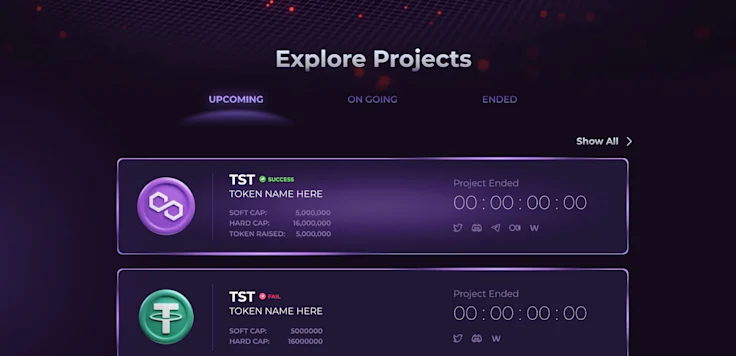 Explore Projects
UPCOMING
ON GOING
ENDED
Show All
TST SUCCESS
TOKEN NAME HERE
SOFT CAP: 5,000,000
HARD CAP: 16,000,000
TOKEN RAISED: 5,000,000
Project Ended
00 : 00 : 00 : 00
TST FAIL
TOKEN NAME HERE
SOFT CAP: 5000000
HARD CAP: 16000000
Project Ended
00 : 00 : 00 : 00